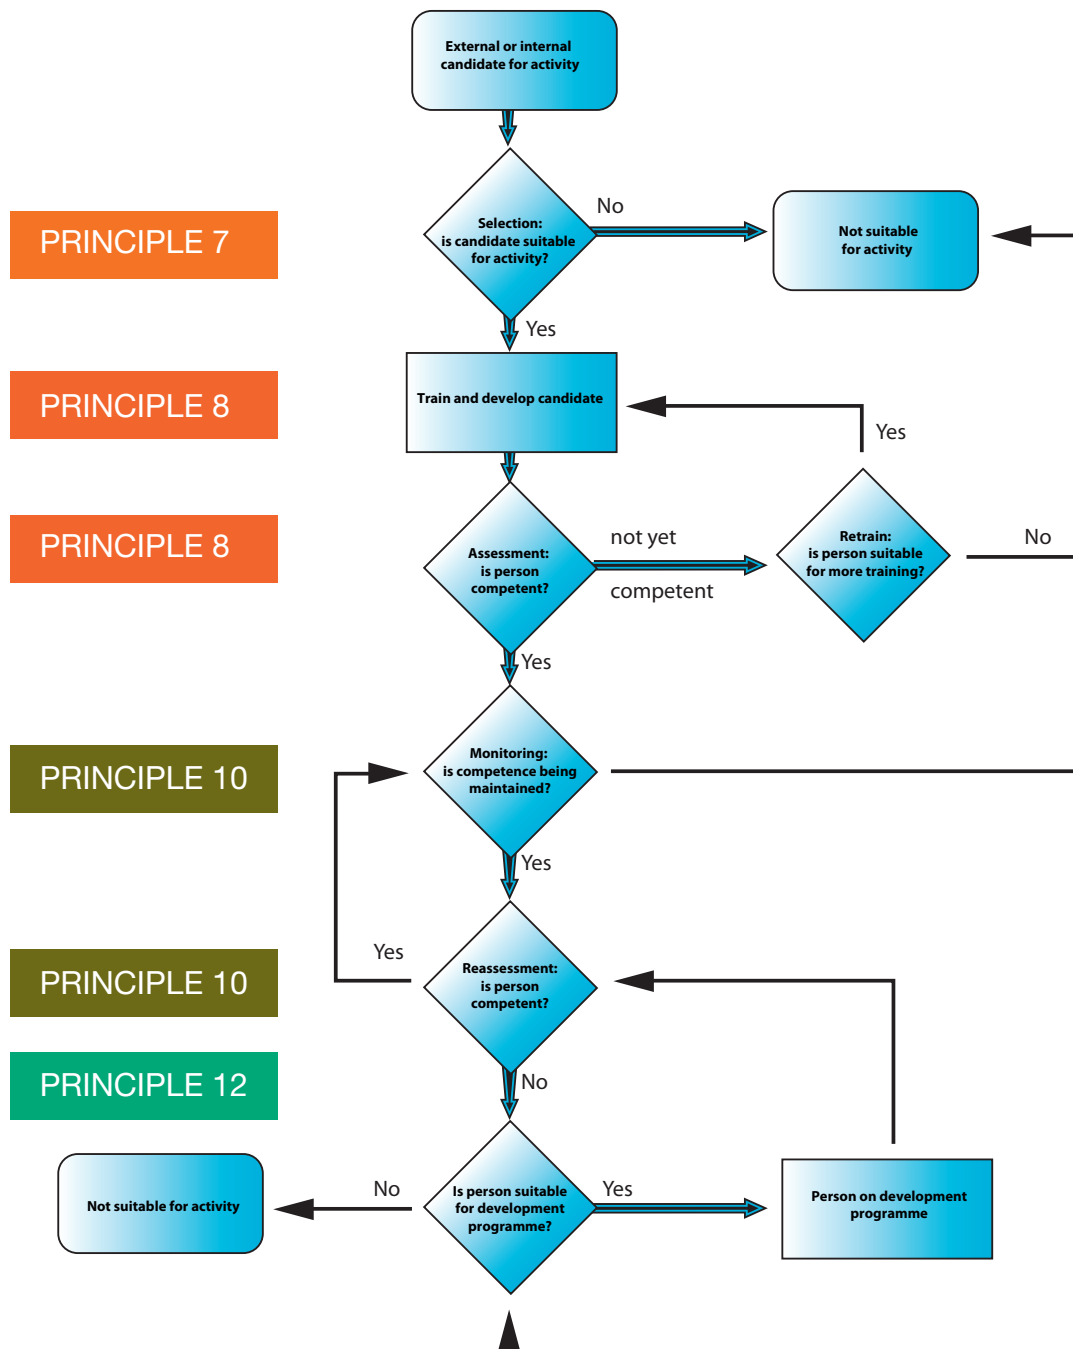 External or internal
candidate for activity
PRINCIPLE 7
Selection:
is candidate suitable
for activity?
No
Not suitable
for activity
Yes
PRINCIPLE 8
Train and develop candidate
Yes
PRINCIPLE 8
Assessment:
is person
competent?
not yet
competent
Retrain:
is person suitable
for more training?
No
Yes
PRINCIPLE 10
Monitoring:
is competence being
maintained?
Yes
PRINCIPLE 10
Yes
Reassessment:
is person
competent?
PRINCIPLE 12
No
Not suitable for activity
No
Is person suitable
for development
programme?
Yes
Person on development
programme